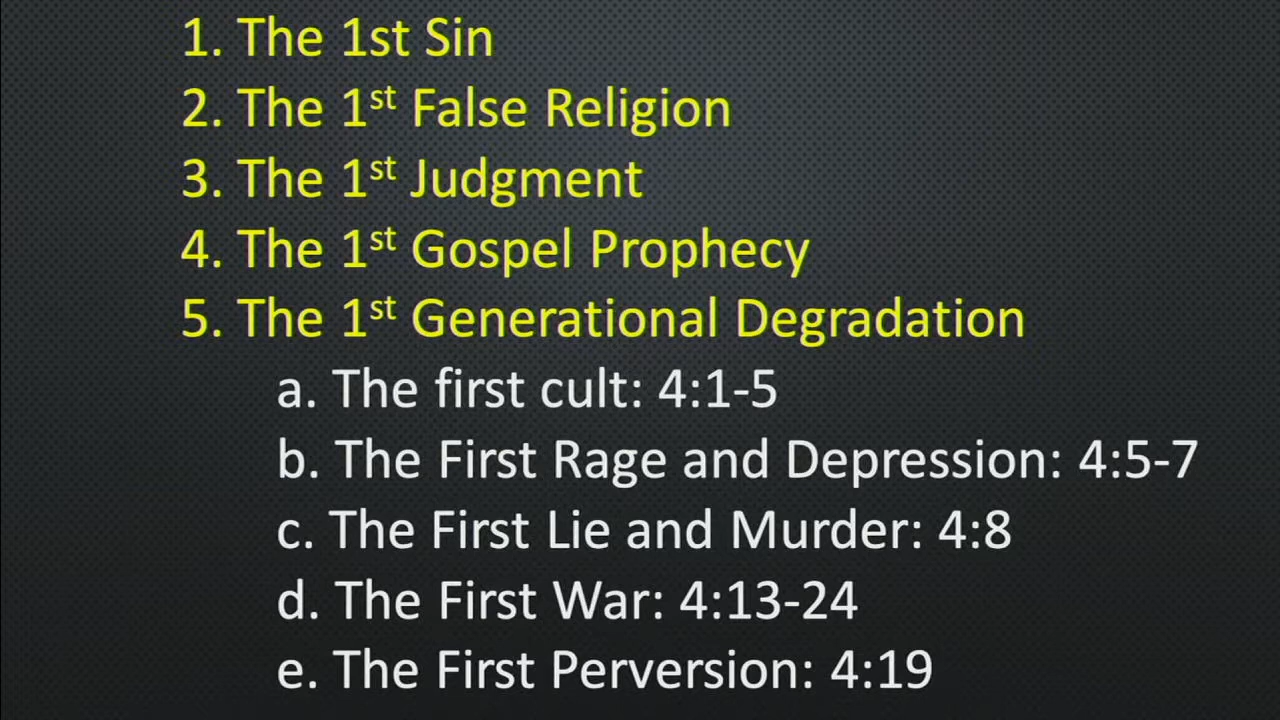 1. The 1st Sin
2. The 1st False Religion
3. The 1st Judgment
4. The 1st Gospel Prophecy
5. The 1st Generational Degradation
a. The first cult: 4:1-5
b. The First Rage and Depression: 4:5-7
c. The First Lie and Murder: 4:8
d. The First War: 4:13-24
e. The First Perversion: 4:19